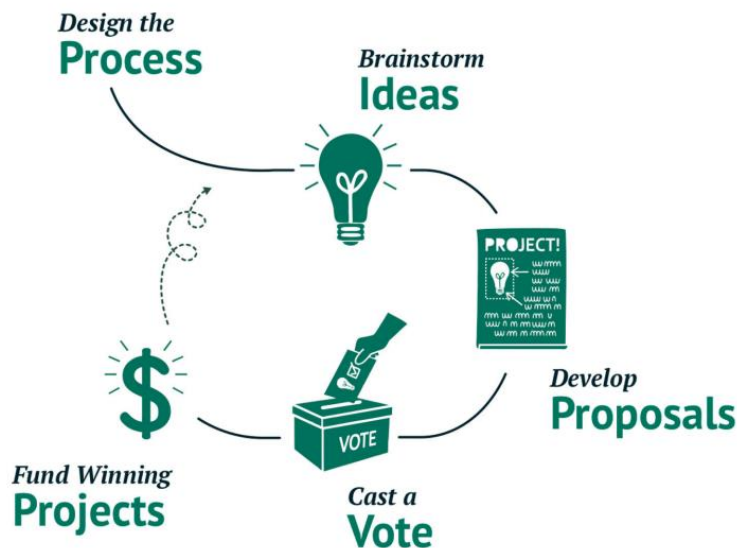 Design the
Process
Brainstorm
Ideas
PROJECT!
Develop
Proposals
VOTE
Cast a
Vote
Fund Winning
Projects